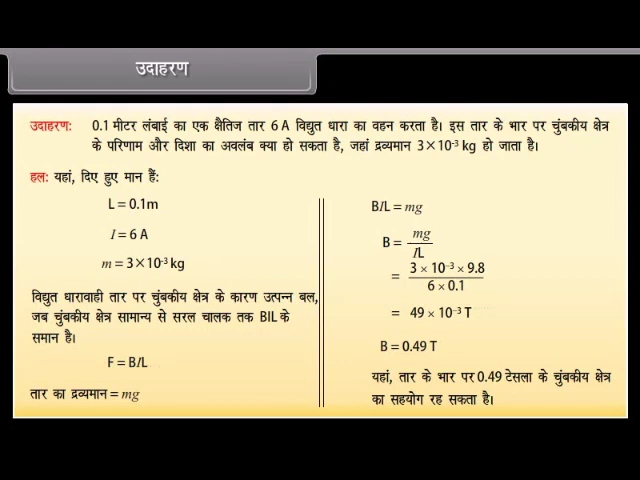 उदाहरण
उदाहरण: 0.1 मीटर लंबाई का एक क्षैतिज तार 6 A विद्युत धारा का वहन करता है। इस तार के भार पर चुंबकीय क्षेत्र
के परिणाम और दिशा का अवलंब क्या हो सकता है, जहां द्रव्यमान 3×10⁻³ kg हो जाता है।
हल: यहां, दिए हुए मान हैं:
L = 0.1m
I = 6 A
m = 3×10⁻³ kg
विद्युत धारावाही तार पर चुंबकीय क्षेत्र के कारण उत्पन्न बल,
जब चुंबकीय क्षेत्र सामान्य से सरल चालक तक BIL के
समान है।
F = BIL
तार का द्रव्यमान = mg
BIL = mg
B = mg / IL
= 3 × 10⁻³ × 9.8 / 6 × 0.1
= 49 × 10⁻³ T
B = 0.49 T
यहां, तार के भार पर 0.49 टेसला के चुंबकीय क्षेत्र
का सहयोग रह सकता है।